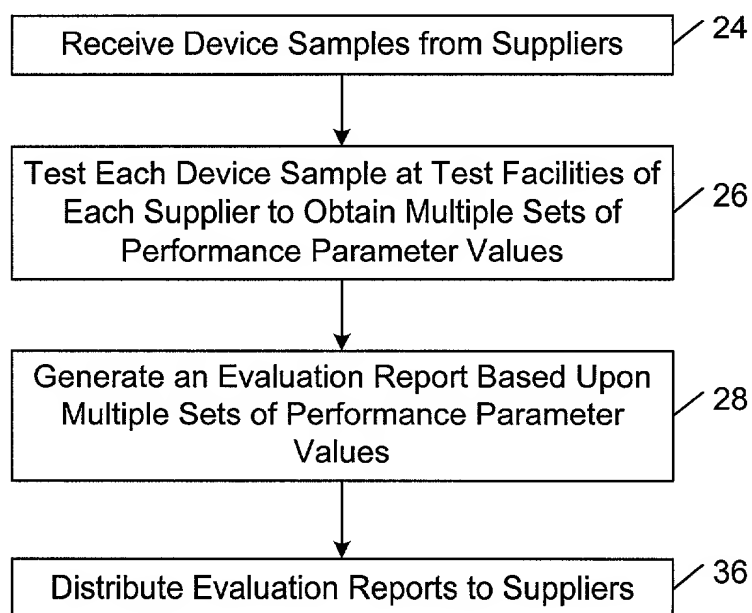 Receive Device Samples from Suppliers
24
Test Each Device Sample at Test Facilities of
Each Supplier to Obtain Multiple Sets of
Performance Parameter Values
26
Generate an Evaluation Report Based Upon
Multiple Sets of Performance Parameter
Values
28
Distribute Evaluation Reports to Suppliers
36